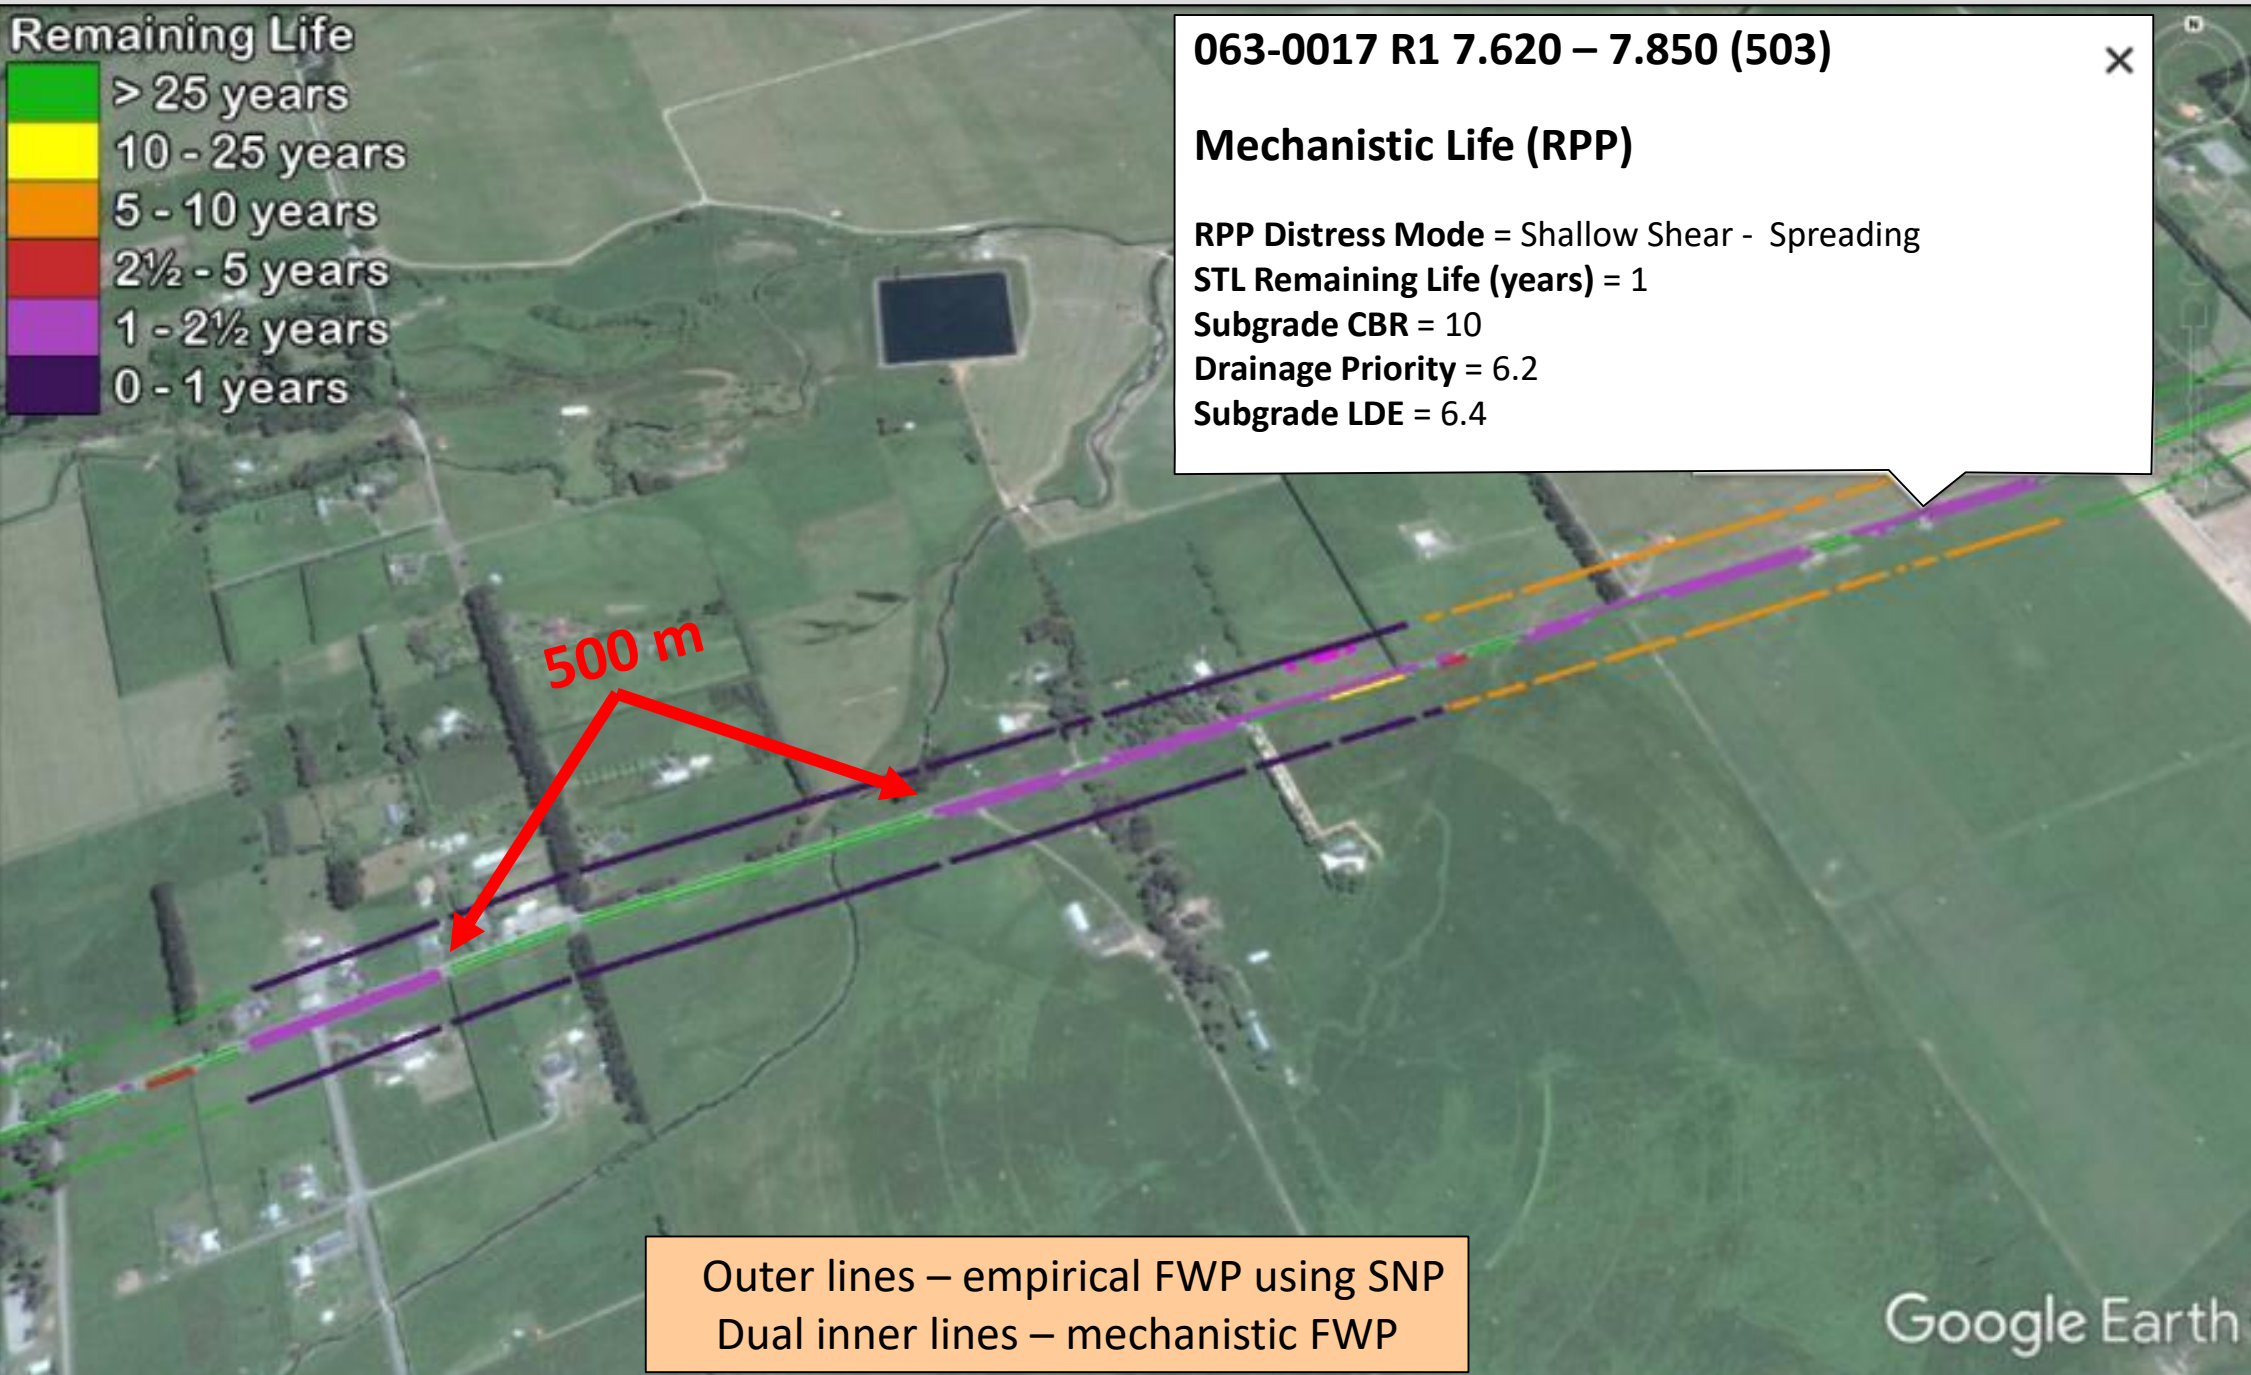 Remaining Life
> 25 years
10 - 25 years
5 - 10 years
2½ - 5 years
1 - 2½ years
0 - 1 years
063-0017 R1 7.620 – 7.850 (503)
×
Mechanistic Life (RPP)
RPP Distress Mode = Shallow Shear - Spreading
STL Remaining Life (years) = 1
Subgrade CBR = 10
Drainage Priority = 6.2
Subgrade LDE = 6.4
N
500 m
Outer lines – empirical FWP using SNP
Dual inner lines – mechanistic FWP
Google Earth